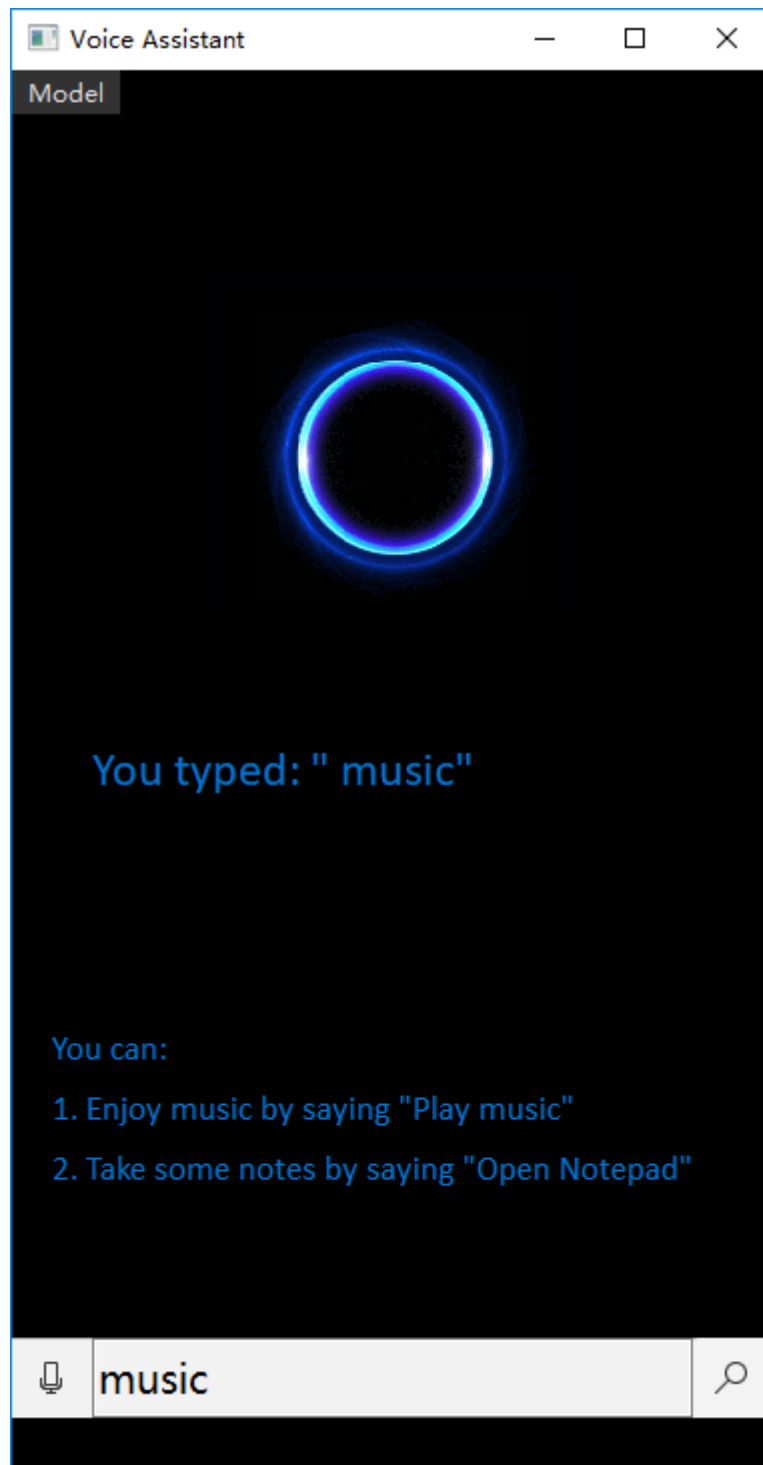 Voice Assistant
Model
You typed: " music"
You can:
1. Enjoy music by saying "Play music"
2. Take some notes by saying "Open Notepad"
music